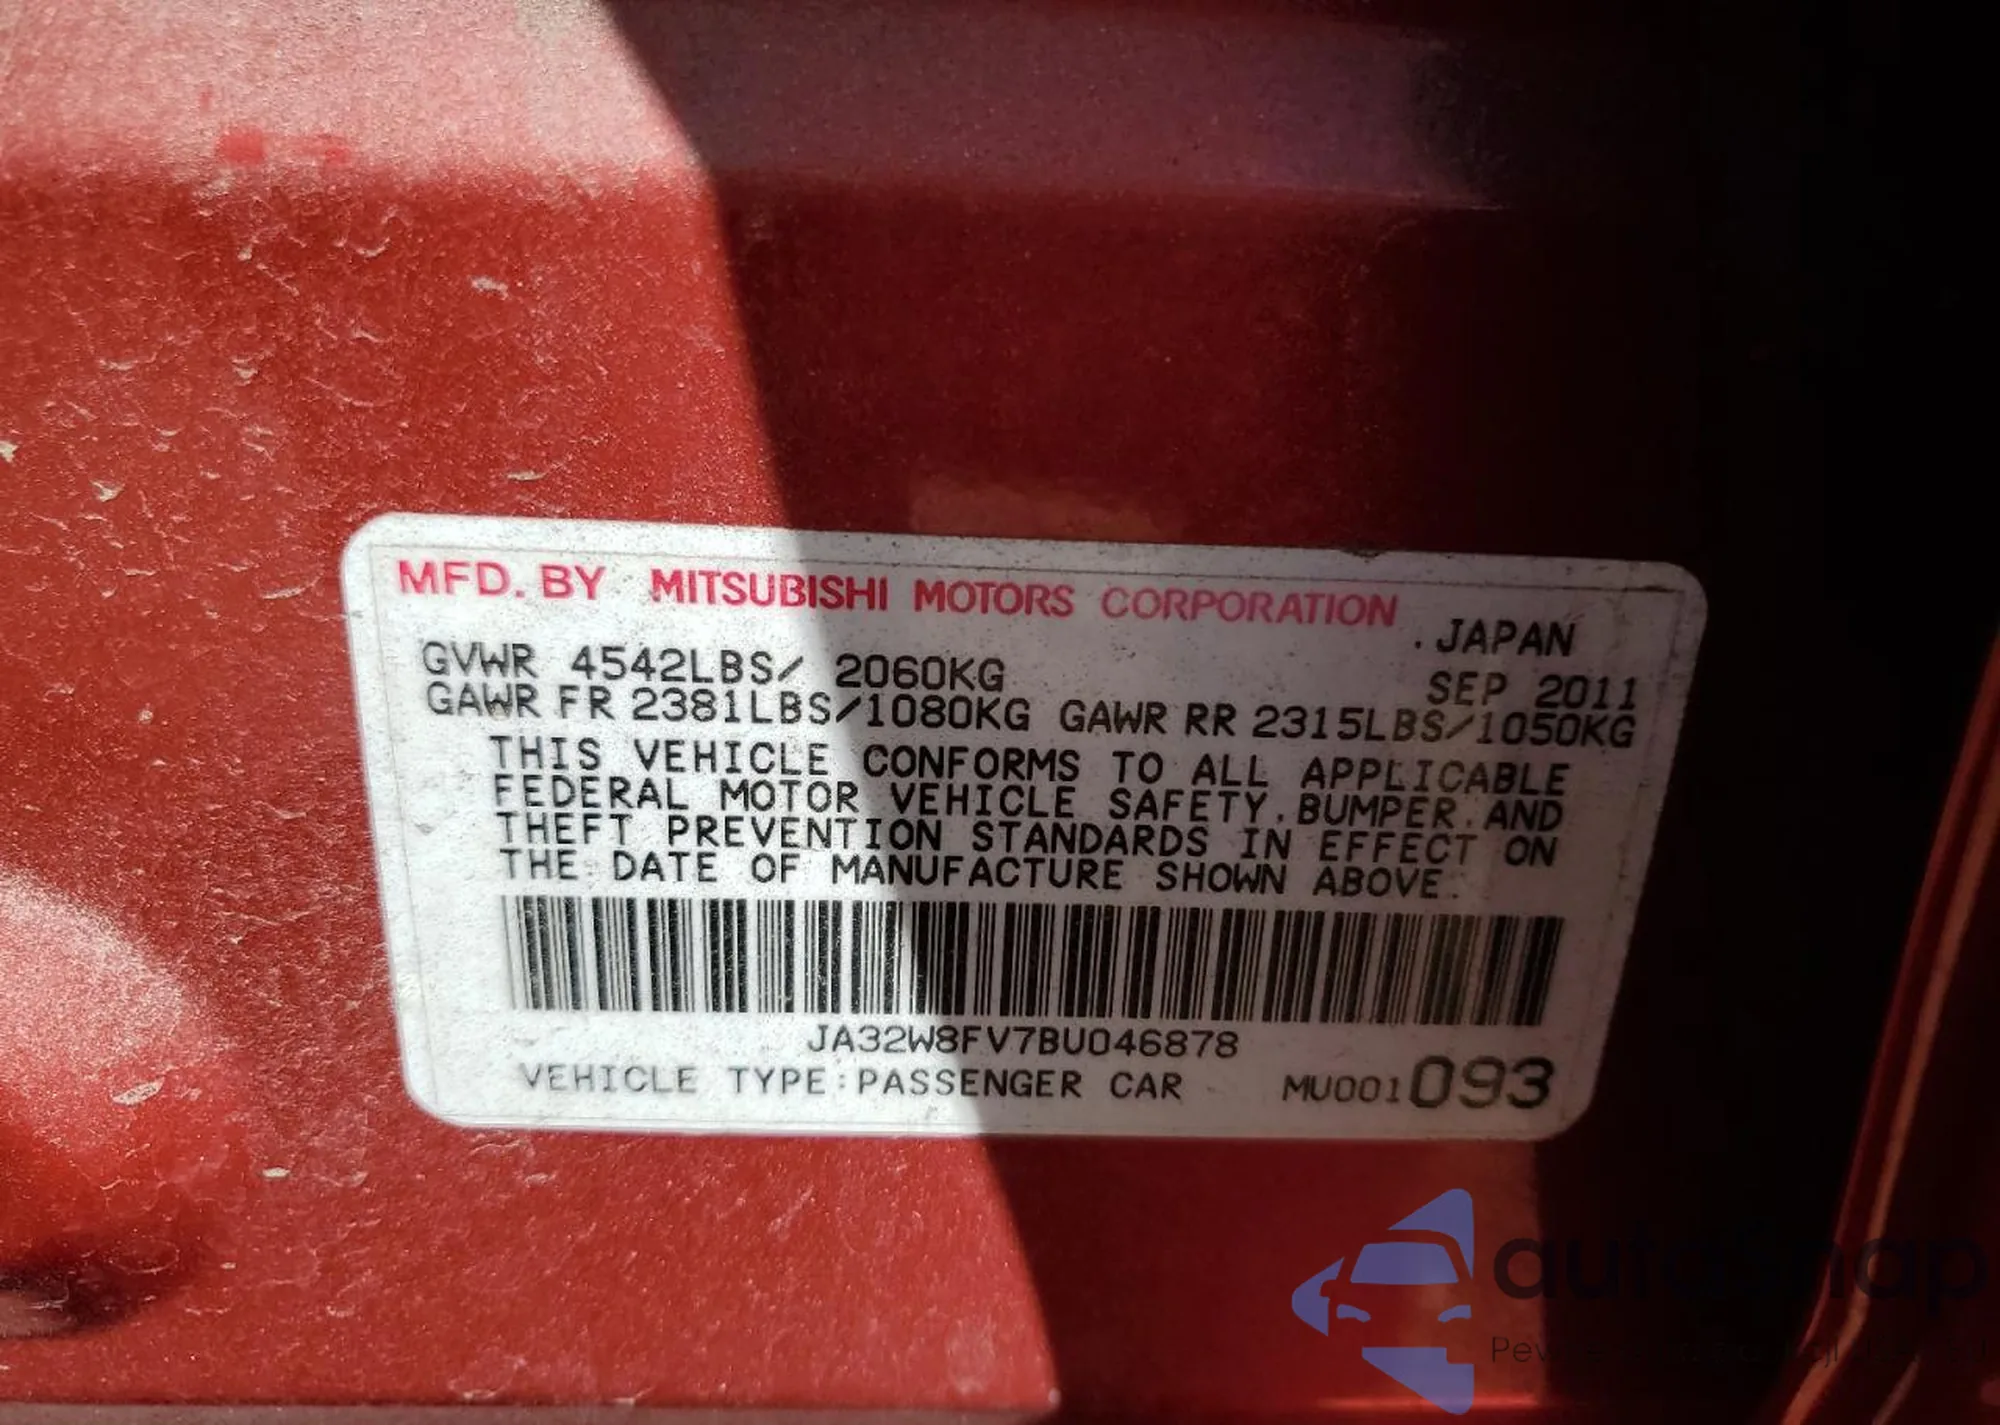 MFD. BY MITSUBISHI MOTORS CORPORATION
.JAPAN
GVWR 4542LBS/ 2060KG SEP 2011
GAWR FR 2381LBS/1080KG GAWR RR 2315LBS/1050KG
THIS VEHICLE CONFORMS TO ALL APPLICABLE
FEDERAL MOTOR VEHICLE SAFETY, BUMPER, AND
THEFT PREVENTION STANDARDS IN EFFECT ON
THE DATE OF MANUFACTURE SHOWN ABOVE.
JA32W8FV7BU046878
VEHICLE TYPE:PASSENGER CAR MU001093